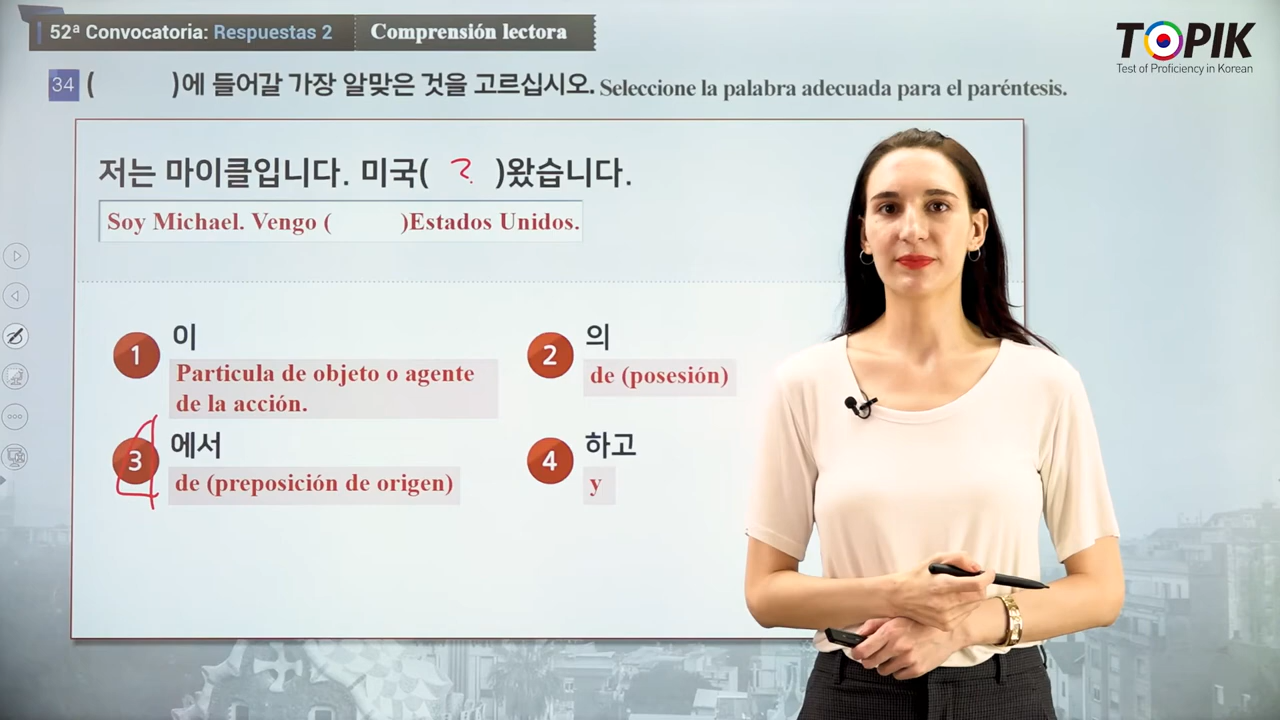 52ª Convocatoria: Respuestas 2 Comprensión lectora
TOPIK
Test of Proficiency in Korean
34 ( )에 들어갈 가장 알맞은 것을 고르십시오. Seleccione la palabra adecuada para el paréntesis.
저는 마이클입니다. 미국( ? )왔습니다.
Soy Michael. Vengo ( )Estados Unidos.
1 이
Particula de objeto o agente
de la acción.
2 의
de (posesión)
3 에서
de (preposición de origen)
4 하고
y